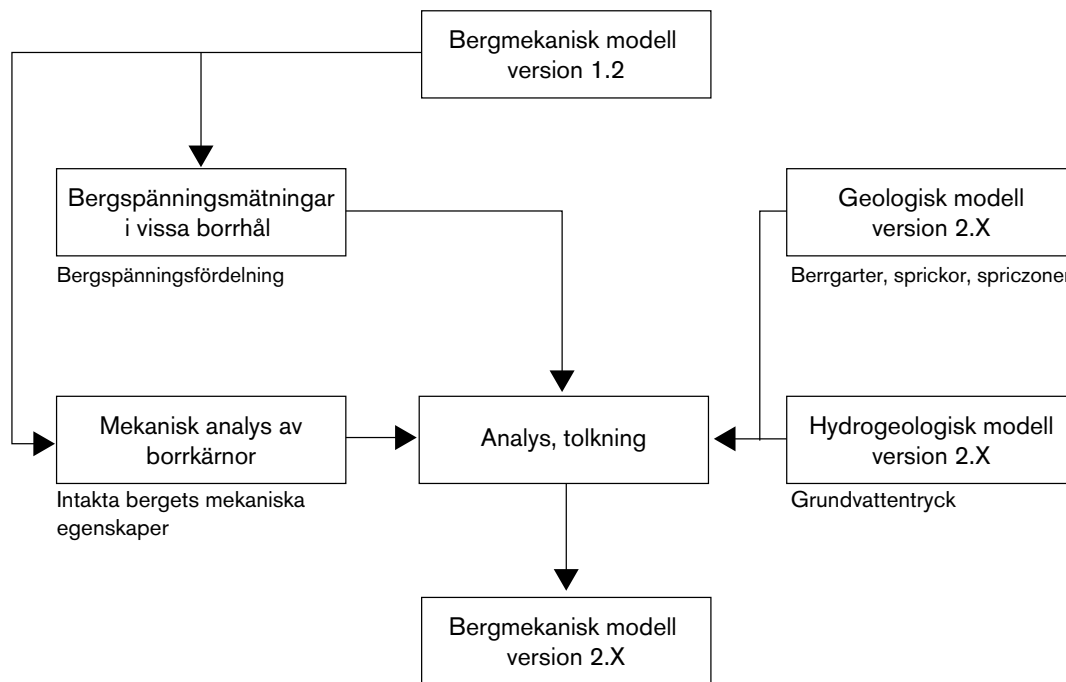 Bergmekanisk modell
version 1.2
Bergspänningsmätningar
i vissa borrhål
Bergspänningsfördelning
Geologisk modell
version 2.X
Berrgarter, sprickor, spriczoner
Mekanisk analys av
borrkärnor
Intakta bergets mekaniska
egenskaper
Analys, tolkning
Hydrogeologisk modell
version 2.X
Grundvattentryck
Bergmekanisk modell
version 2.X